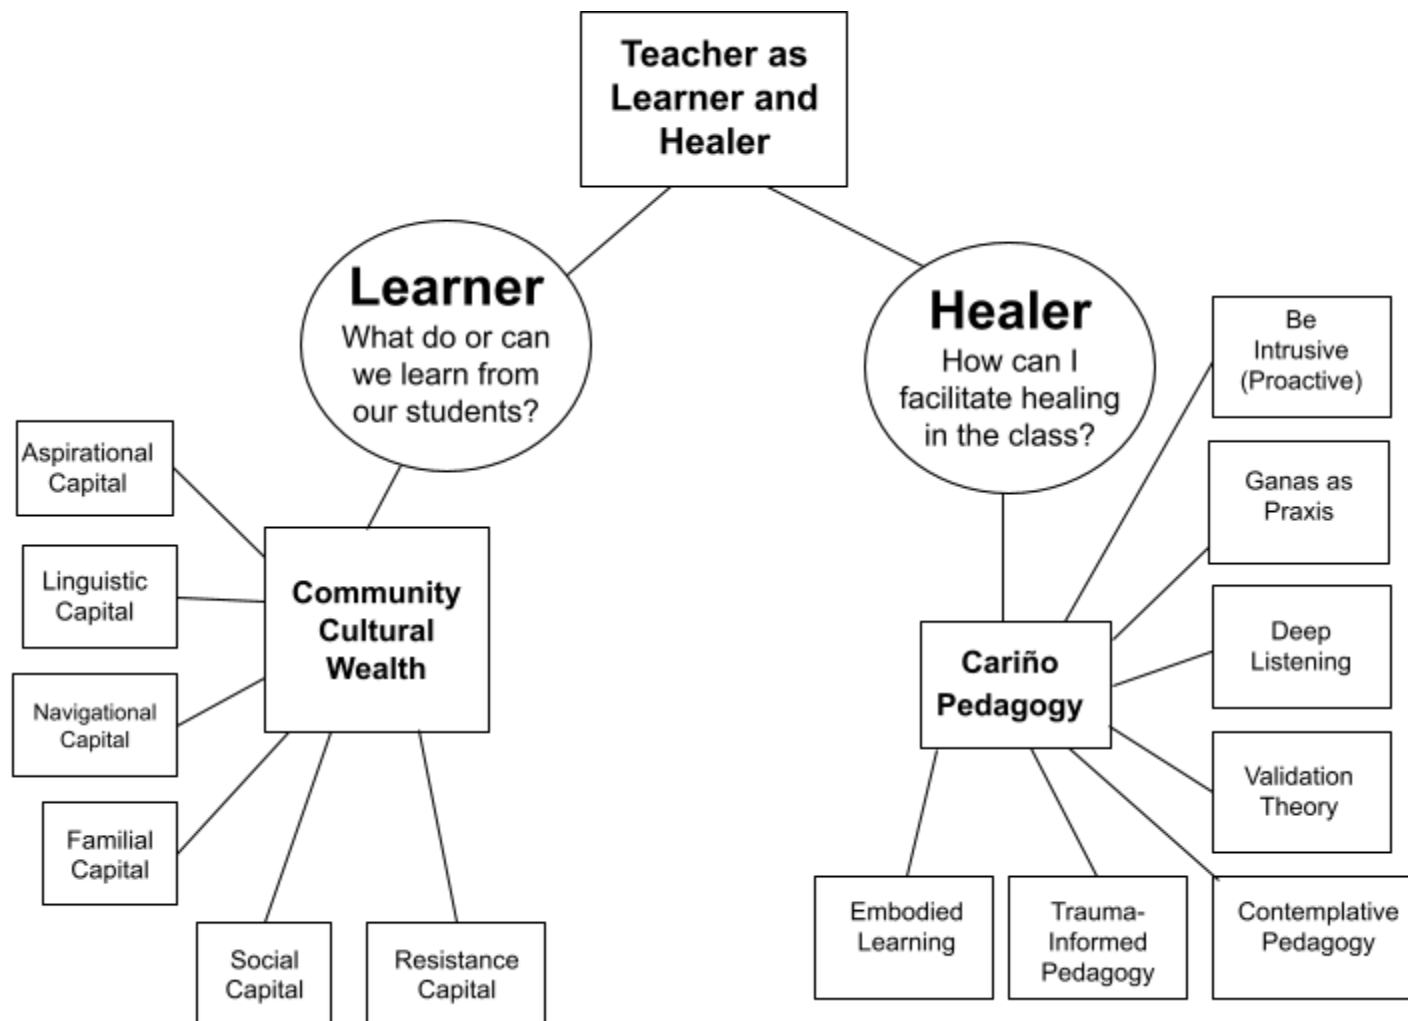 Teacher as
Learner and
Healer
Learner
What do or can
we learn from
our students?
Healer
How can I
facilitate healing
in the class?
Aspirational
Capital
Linguistic
Capital
Navigational
Capital
Familial
Capital
Social
Capital
Resistance
Capital
Community
Cultural
Wealth
Cariño
Pedagogy
Be
Intrusive
(Proactive)
Ganas as
Praxis
Deep
Listening
Validation
Theory
Embodied
Learning
Trauma-
Informed
Pedagogy
Contemplative
Pedagogy